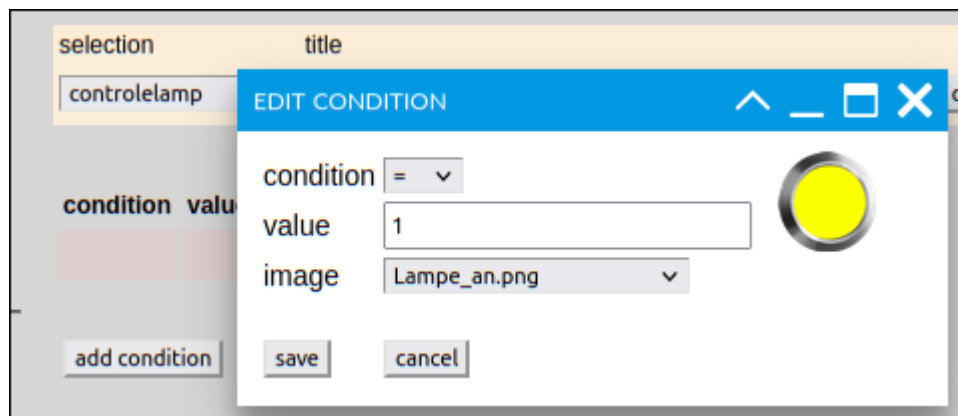 selection title
controlelamp
EDIT CONDITION
condition =
condition
value 1
image Lampe_an.png
add condition save cancel